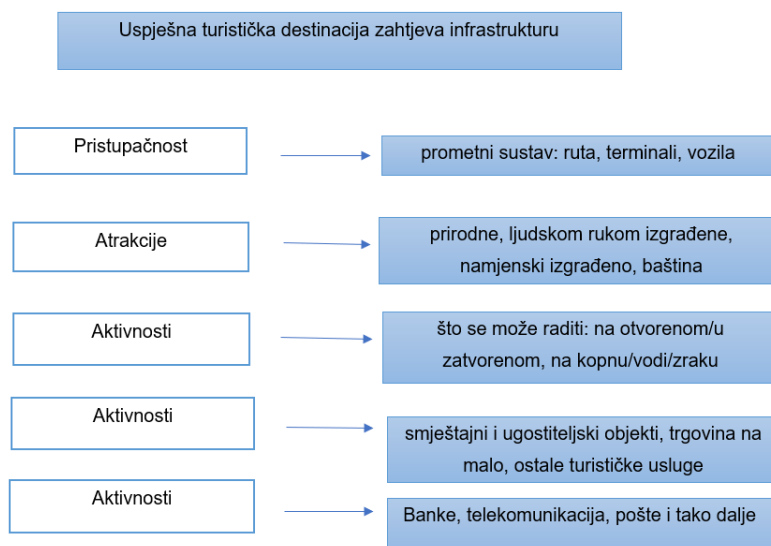 Uspješna turistička destinacija zahtjeva infrastrukturu
Pristupačnost
prometni sustav: ruta, terminali, vozila
Atrakcije
prirodne, ljudskom rukom izgrađene,
namjenski izgrađeno, baština
Aktivnosti
što se može raditi: na otvorenom/u
zatvorenom, na kopnu/vodi/zraku
Aktivnosti
smještajni i ugostiteljski objekti, trgovina na
malo, ostale turističke usluge
Aktivnosti
Banke, telekomunikacija, pošte i tako dalje